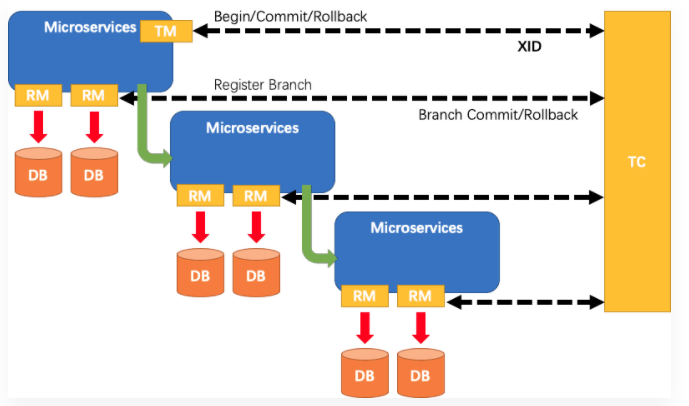 Begin/Commit/Rollback
Microservices
TM
XID
Register Branch
RM
RM
Branch Commit/Rollback
Microservices
TC
DB
DB
RM
RM
Microservices
DB
DB
RM
RM
DB
DB